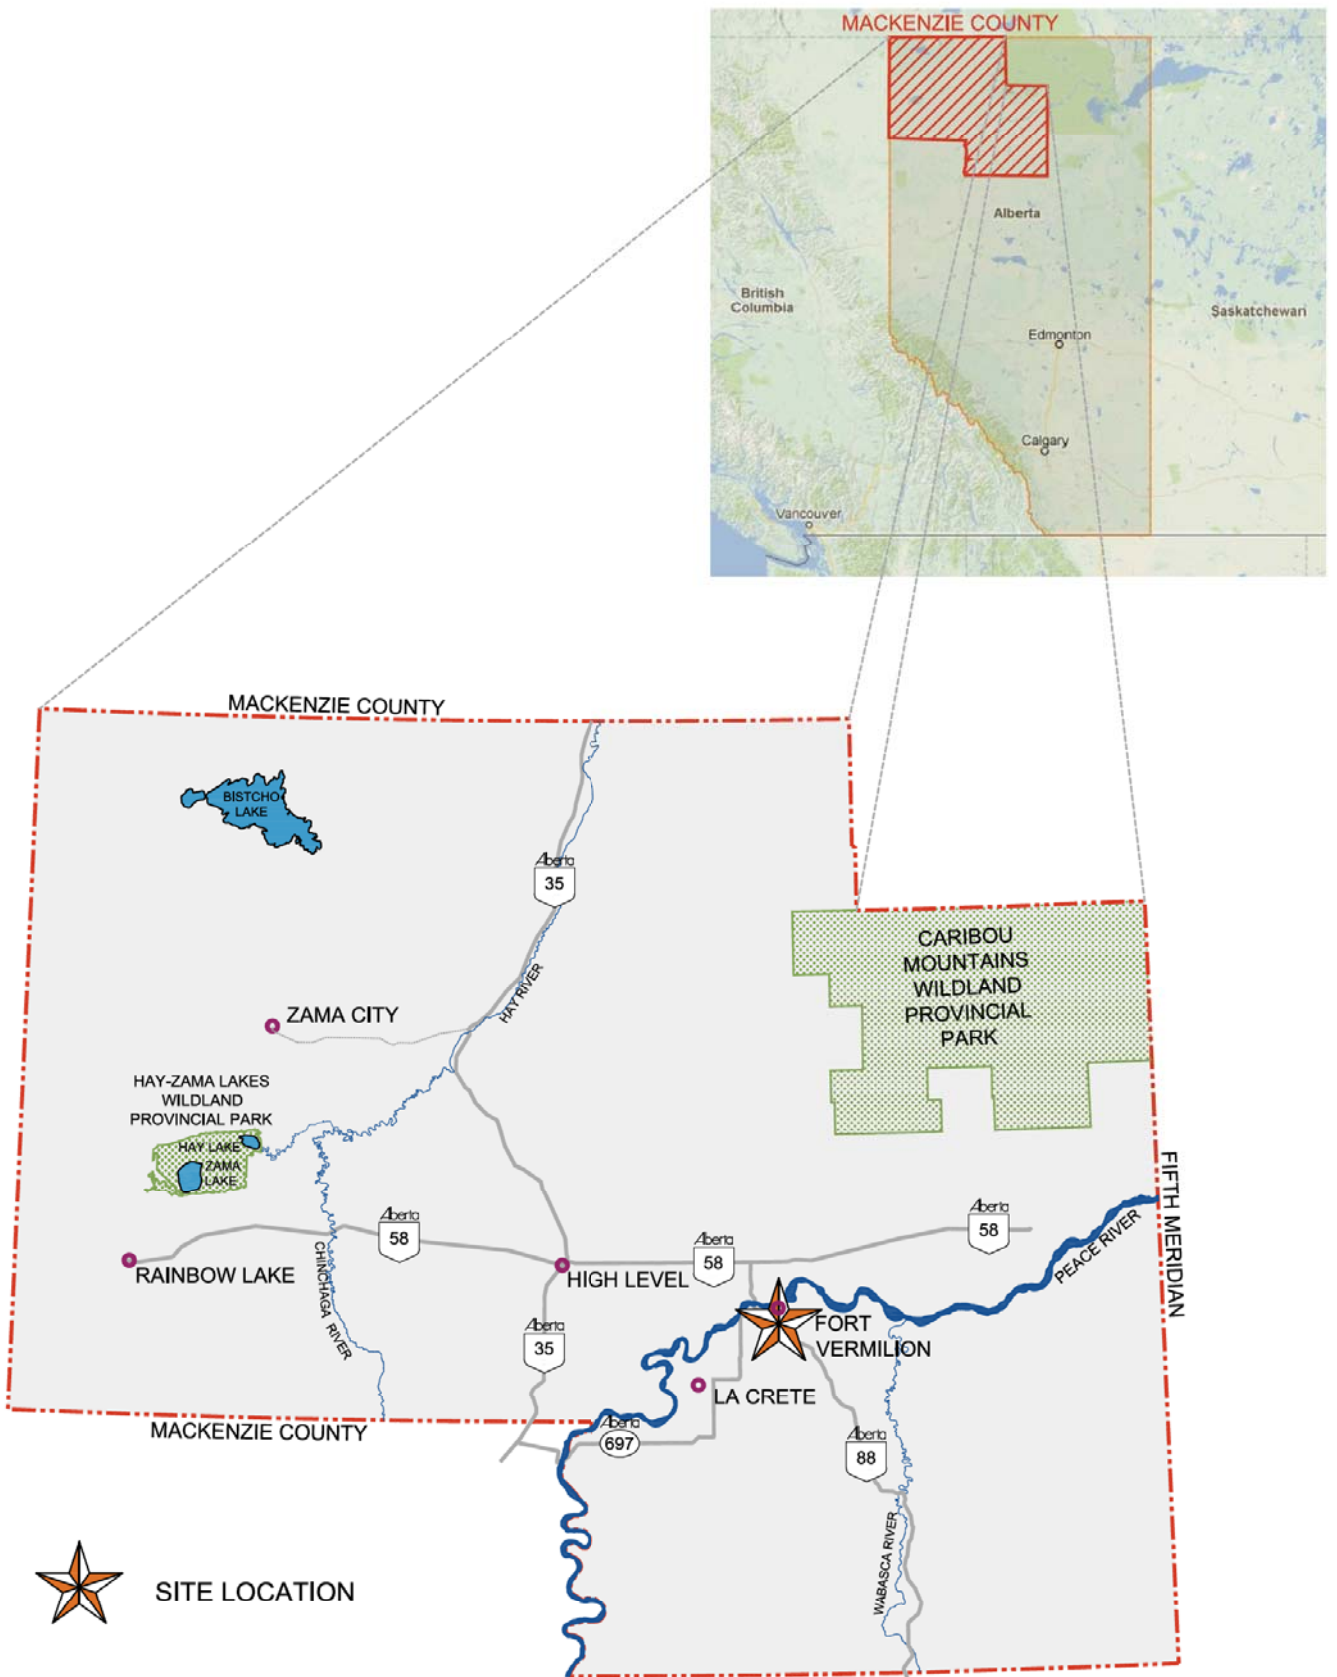 MACKENZIE COUNTY
Alberta
British
Columbia
Saskatchewan
Edmonton
Calgary
Vancouver
MACKENZIE COUNTY
BISTCHO
LAKE
Alberta
35
HAY RIVER
CARIBOU
MOUNTAINS
WILDLAND
PROVINCIAL
PARK
ZAMA CITY
HAY-ZAMA LAKES
WILDLAND
PROVINCIAL PARK
HAY LAKE
ZAMA
LAKE
FIFTH MERIDIAN
Alberta
58
Alberta
58
Alberta
58
PEACE RIVER
RAINBOW LAKE
CHINCHAGA RIVER
HIGH LEVEL
Alberta
35
FORT
VERMILION
LA CRETE
MACKENZIE COUNTY
Alberta
697
Alberta
88
WABASCA RIVER
SITE LOCATION